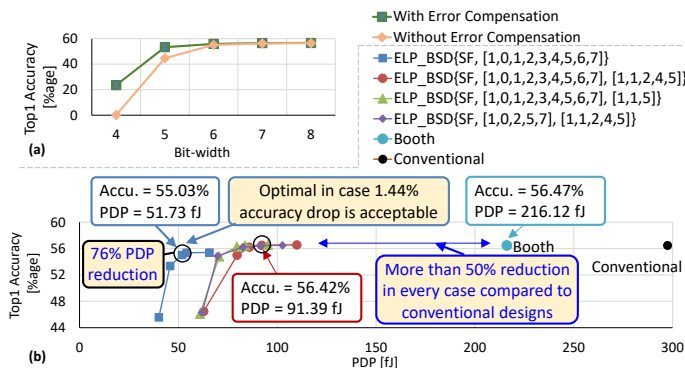 60
40
20
0
Top1 Accuracy
[%age]
4 5 6 7 8
Bit-width
(a)
With Error Compensation
Without Error Compensation
ELP_BSD{SF, [1,0,1,2,3,4,5,6,7]}
ELP_BSD{SF, [1,0,1,2,3,4,5,6,7], [1,1,2,4,5]}
ELP_BSD{SF, [1,0,1,2,3,4,5,6,7], [1,1,5]}
ELP_BSD{SF, [1,0,2,5,7], [1,1,2,4,5]}
Booth
Conventional
Accu. = 55.03%
PDP = 51.73 fJ
Optimal in case 1.44%
accuracy drop is acceptable
Accu. = 56.47%
PDP = 216.12 fJ
60
56
52
48
44
Top1 Accuracy
[%age]
76% PDP
reduction
Booth
Conventional
Accu. = 56.42%
PDP = 91.39 fJ
More than 50% reduction
in every case compared to
conventional designs
0 50 100 150 200 250 300
PDP [fJ]
(b)